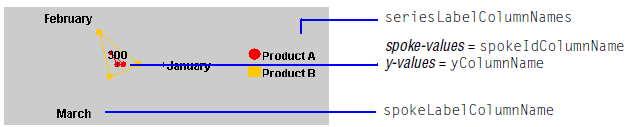 February
seriesLabelColumnNames
300
spoke-values = spokeIdColumnName
Product A
January
y-values = yColumnName
Product B
March
spokeLabelColumnName